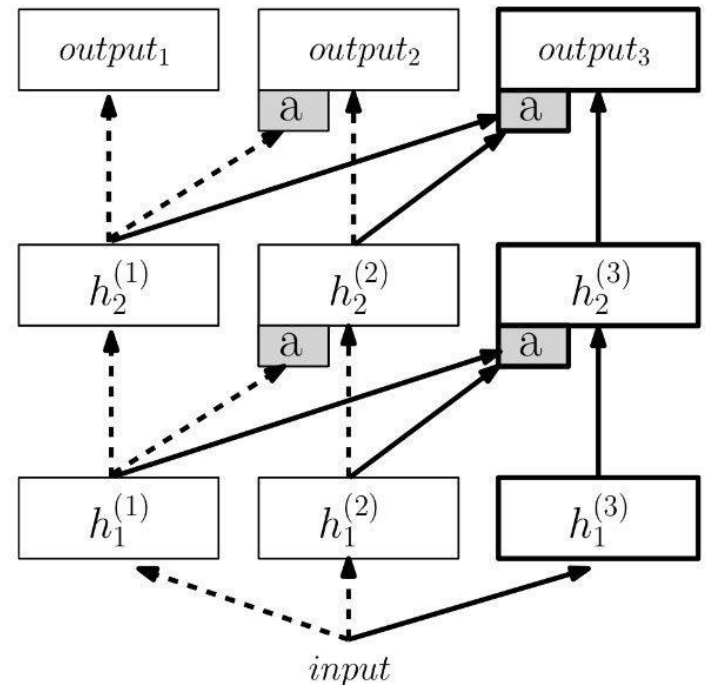 output₁ output₂ output₃
a a
h₂⁽¹⁾ h₂⁽²⁾ h₂⁽³⁾
a a
h₁⁽¹⁾ h₁⁽²⁾ h₁⁽³⁾
input